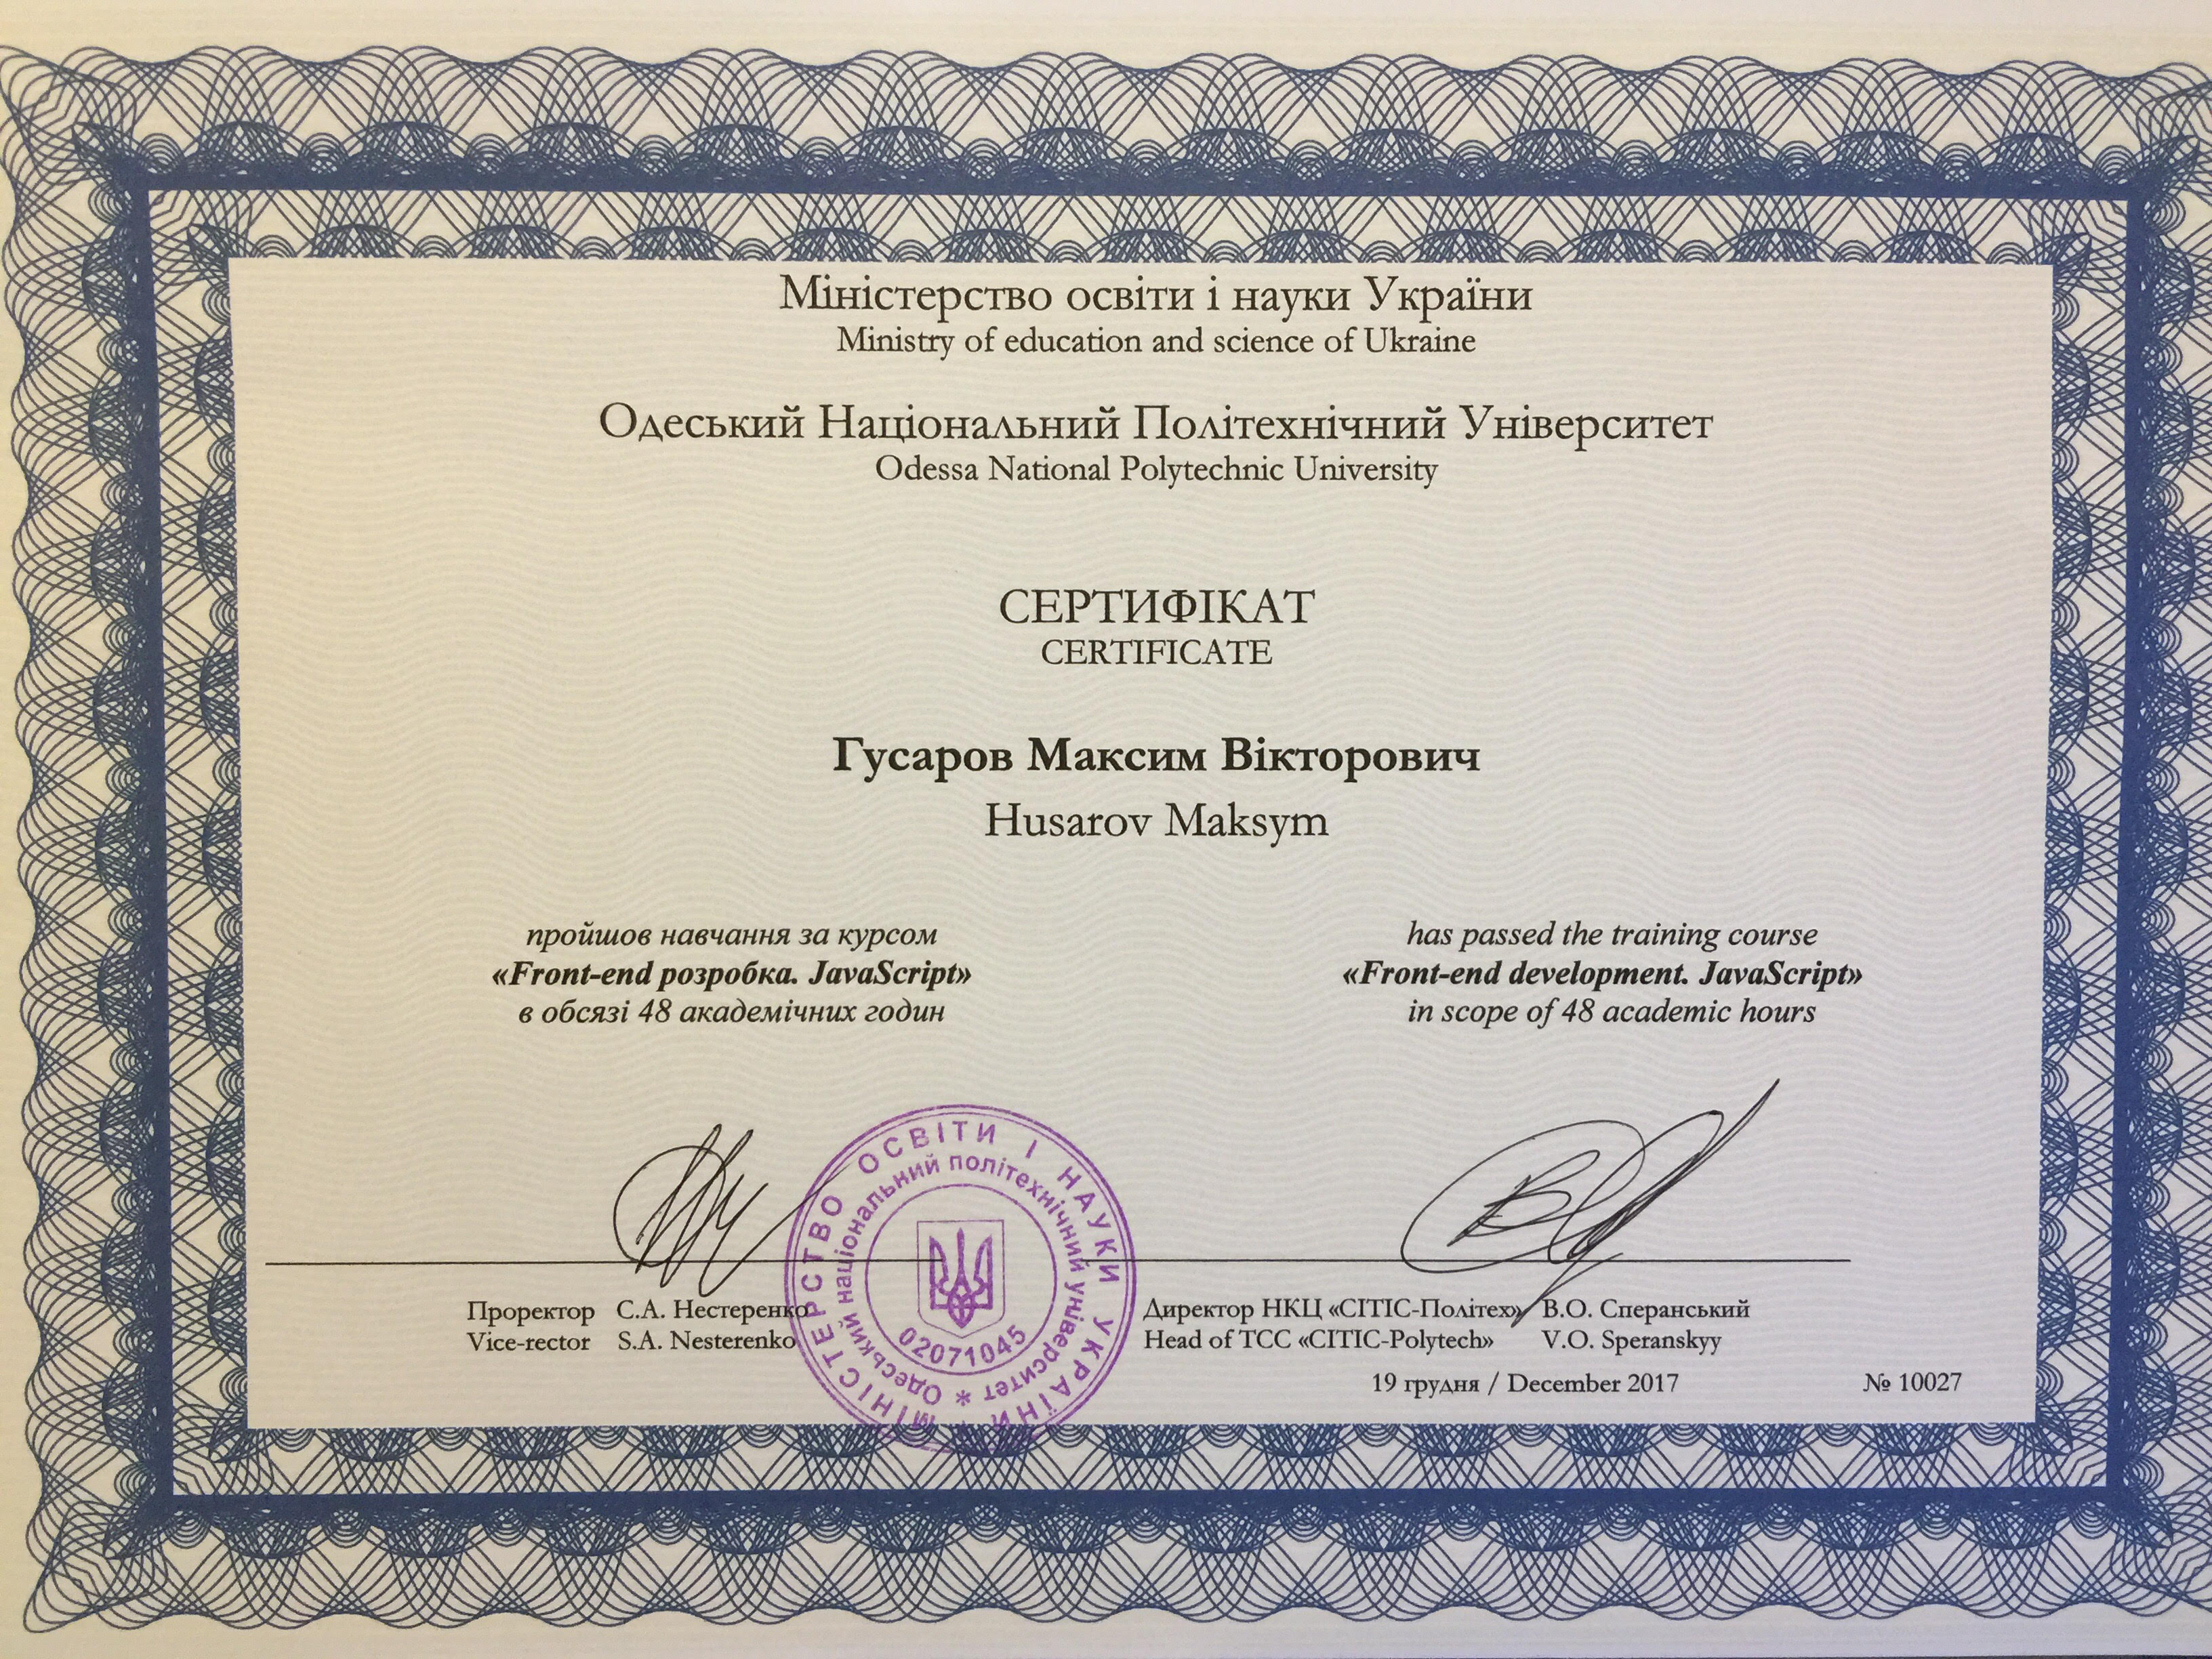 Міністерство освіти і науки України
Ministry of education and science of Ukraine
Одеський Національний Політехнічний Університет
Odessa National Polytechnic University
СЕРТИФІКАТ
CERTIFICATE
Гусаров Максим Вікторович
Husarov Maksym
пройшов навчання за курсом
«Front-end розробка. JavaScript»
в обсязі 48 академічних годин
has passed the training course
«Front-end development. JavaScript»
in scope of 48 academic hours
МІНІСТЕРСТВО ОСВІТИ І НАУКИ УКРАЇНИ *
Одеський національний політехнічний університет *
02071045
Проректор С.А. Нестеренко
Vice-rector S.A. Nesterenko
Директор НКЦ «СІТІС-Політех» В.О. Сперанський
Head of TCC «CITIC-Polytech» V.O. Speranskyy
19 грудня / December 2017 № 10027